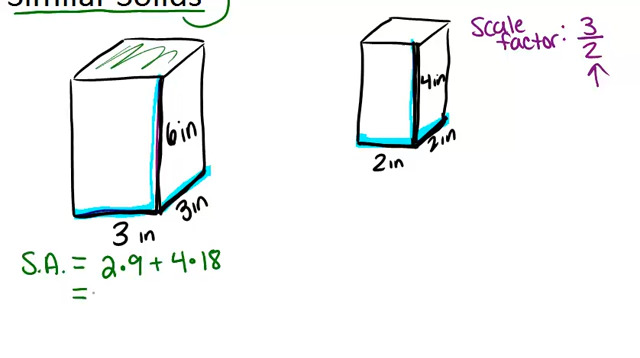 Similar Solids
Scale factor: 3/2
6in
3 in
3in
4in
2in
2in
S.A. = 2•9 + 4•18
=